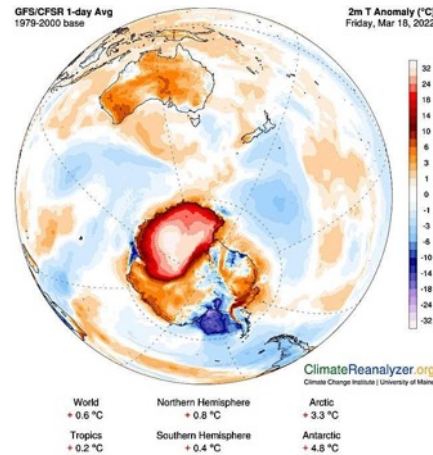 GFS/CFSR 1-day Avg
1979-2000 base
2m T Anomaly (°C)
Friday, Mar 18, 2022
32
24
18
14
10
6
3
1
0
-1
-3
-6
-10
-14
-18
-24
-32
ClimateReanalyzer.org
Climate Change Institute | University of Maine
World
+ 0.6 °C
Northern Hemisphere
+ 0.8 °C
Arctic
+ 3.3 °C
Tropics
+ 0.2 °C
Southern Hemisphere
+ 0.4 °C
Antarctic
+ 4.8 °C